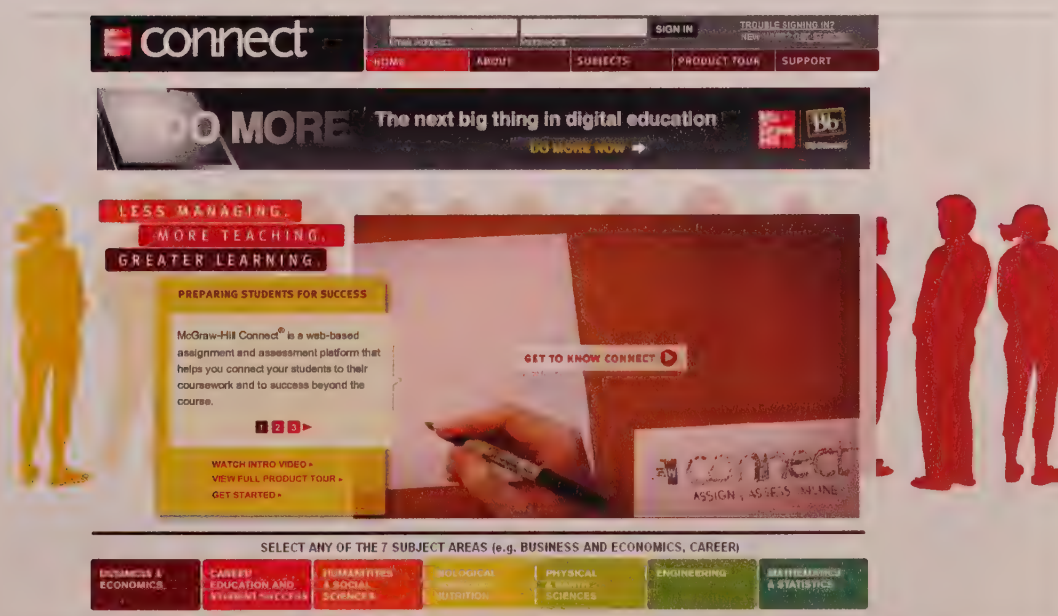 connect
SIGN IN
TROUBLE SIGNING IN?
HOME
ABOUT
SUBJECTS
PRODUCT TOUR
SUPPORT
DO MORE
The next big thing in digital education
DO MORE NOW
Bb
LESS MANAGING.
MORE TEACHING.
GREATER LEARNING.
PREPARING STUDENTS FOR SUCCESS
McGraw-Hill Connect® is a web-based
assignment and assessment platform that
helps you connect your students to their
coursework and to success beyond the
course.
1 2 3
WATCH INTRO VIDEO
VIEW FULL PRODUCT TOUR
GET STARTED
GET TO KNOW CONNECT
connect
ASSIGN ASSESS ONLINE
SELECT ANY OF THE 7 SUBJECT AREAS (e.g. BUSINESS AND ECONOMICS, CAREER)
BUSINESS &
ECONOMICS
CAREER
EDUCATION AND
STUDENT SUCCESS
HUMANITIES
& SOCIAL
SCIENCES
BIOLOGICAL
NUTRITION
PHYSICAL
& EARTH
SCIENCES
ENGINEERING
MATHEMATICS
& STATISTICS